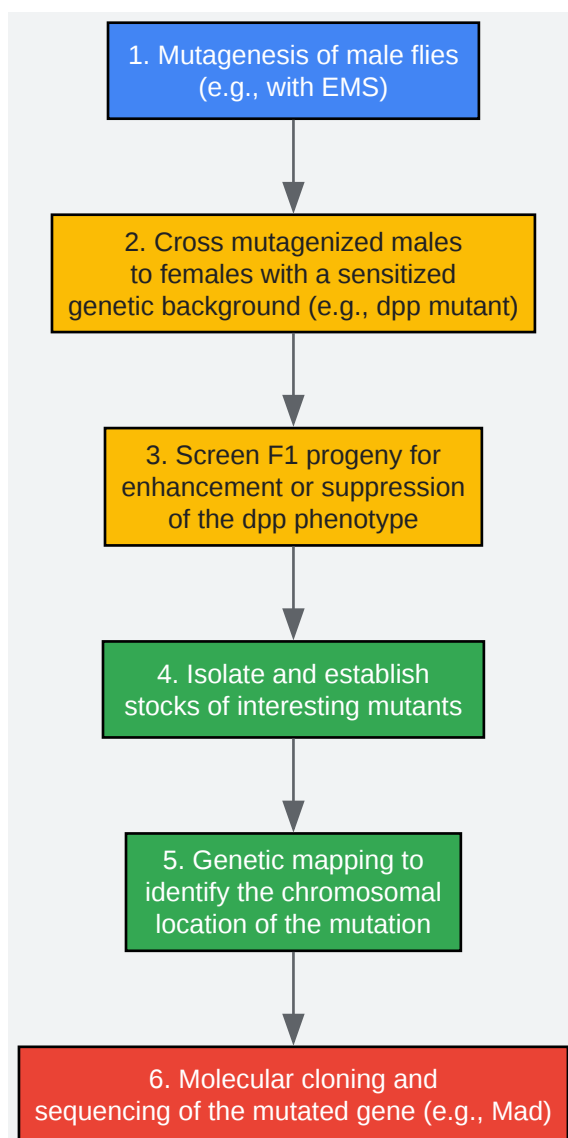 1. Mutagenesis of male flies
(e.g., with EMS)
2. Cross mutagenized males
to females with a sensitized
genetic background (e.g., dpp mutant)
3. Screen F1 progeny for
enhancement or suppression
of the dpp phenotype
4. Isolate and establish
stocks of interesting mutants
5. Genetic mapping to
identify the chromosomal
location of the mutation
6. Molecular cloning and
sequencing of the mutated gene (e.g., Mad)